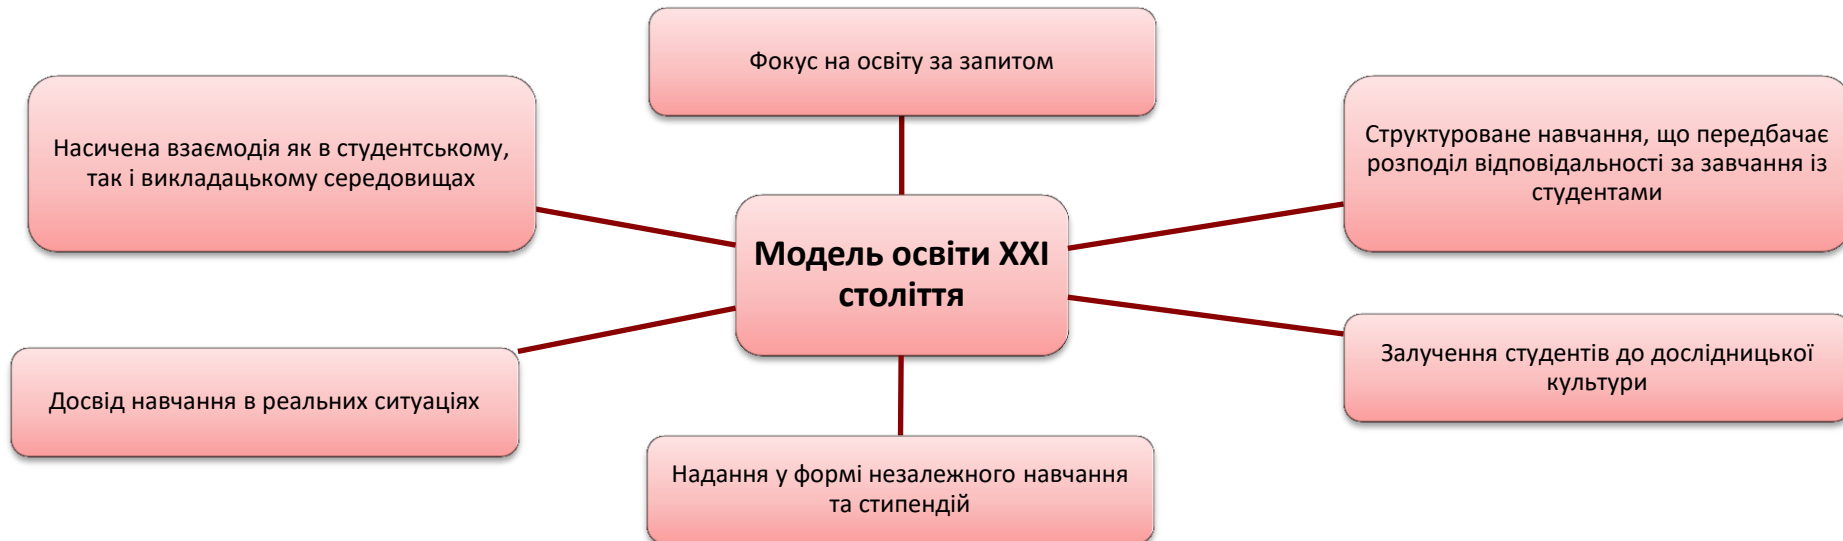 Фокус на освіту за запитом
Насичена взаємодія як в студентському,
так і викладацькому середовищах
Структуроване навчання, що передбачає
розподіл відповідальності за завчання із
студентами
Модель освіти ХХІ
століття
Досвід навчання в реальних ситуаціях
Залучення студентів до дослідницької
культури
Надання у формі незалежного навчання
та стипендій